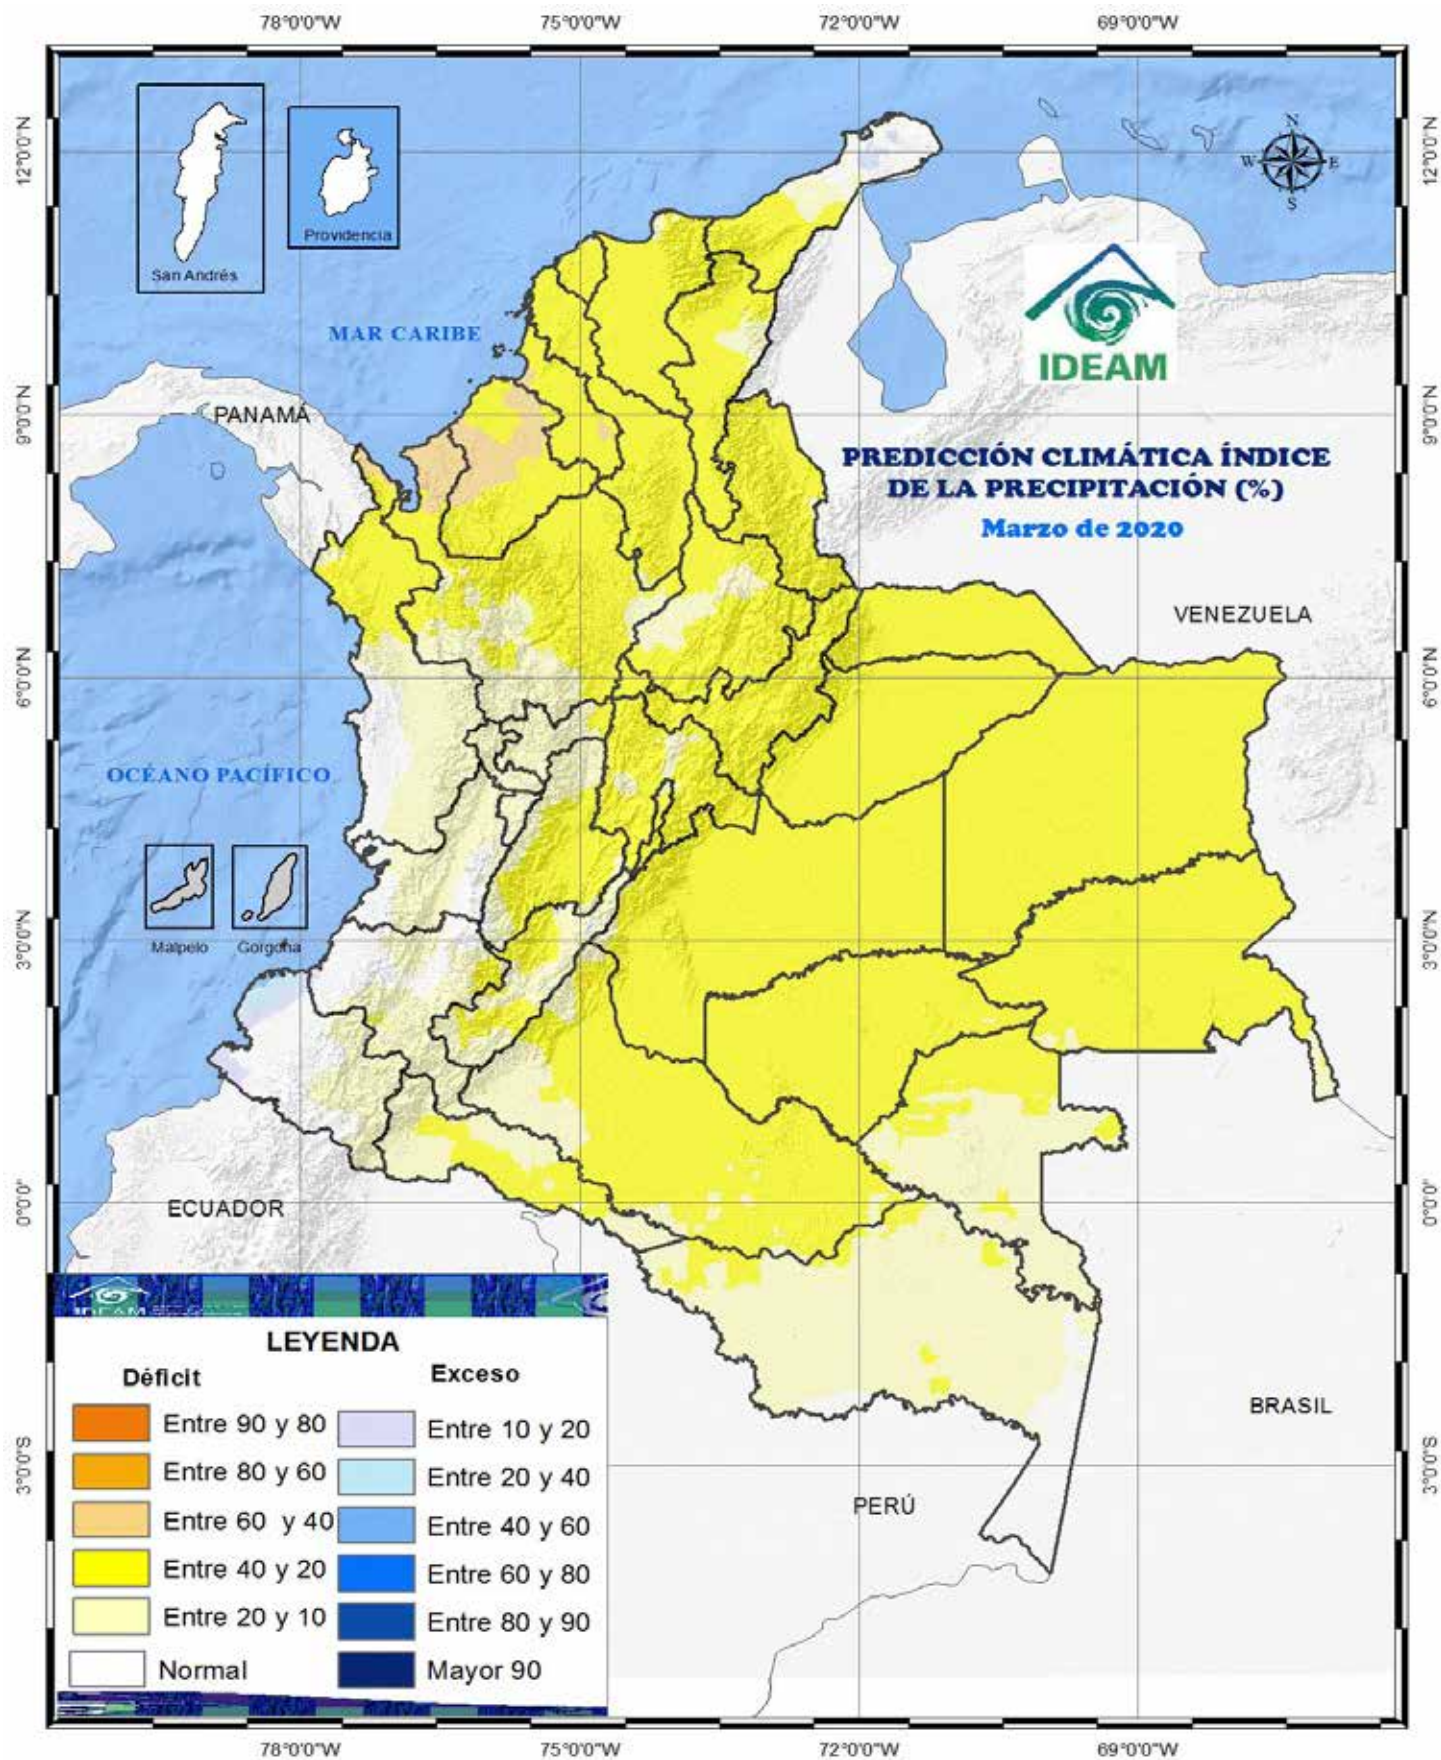 78°0'0"W 75°0'0"W 72°0'0"W 69°0'0"W
12°0'0"N
12°0'0"N
N
W E
S
Providencia
San Andrés
MAR CARIBE
IDEAM
9°0'0"N
PANAMÁ
9°0'0"N
PREDICCIÓN CLIMÁTICA ÍNDICE
DE LA PRECIPITACIÓN (%)
Marzo de 2020
VENEZUELA
6°0'0"N
6°0'0"N
OCÉANO PACÍFICO
3°0'0"N
Malpelo Gorgona
3°0'0"N
0°0'0"
ECUADOR
0°0'0"
IDEAM
LEYENDA
Déficit
Entre 90 y 80
Entre 80 y 60
Entre 60 y 40
Entre 40 y 20
Entre 20 y 10
Normal
Exceso
Entre 10 y 20
Entre 20 y 40
Entre 40 y 60
Entre 60 y 80
Entre 80 y 90
Mayor 90
BRASIL
3°0'0"S
PERÚ
3°0'0"S
78°0'0"W 75°0'0"W 72°0'0"W 69°0'0"W